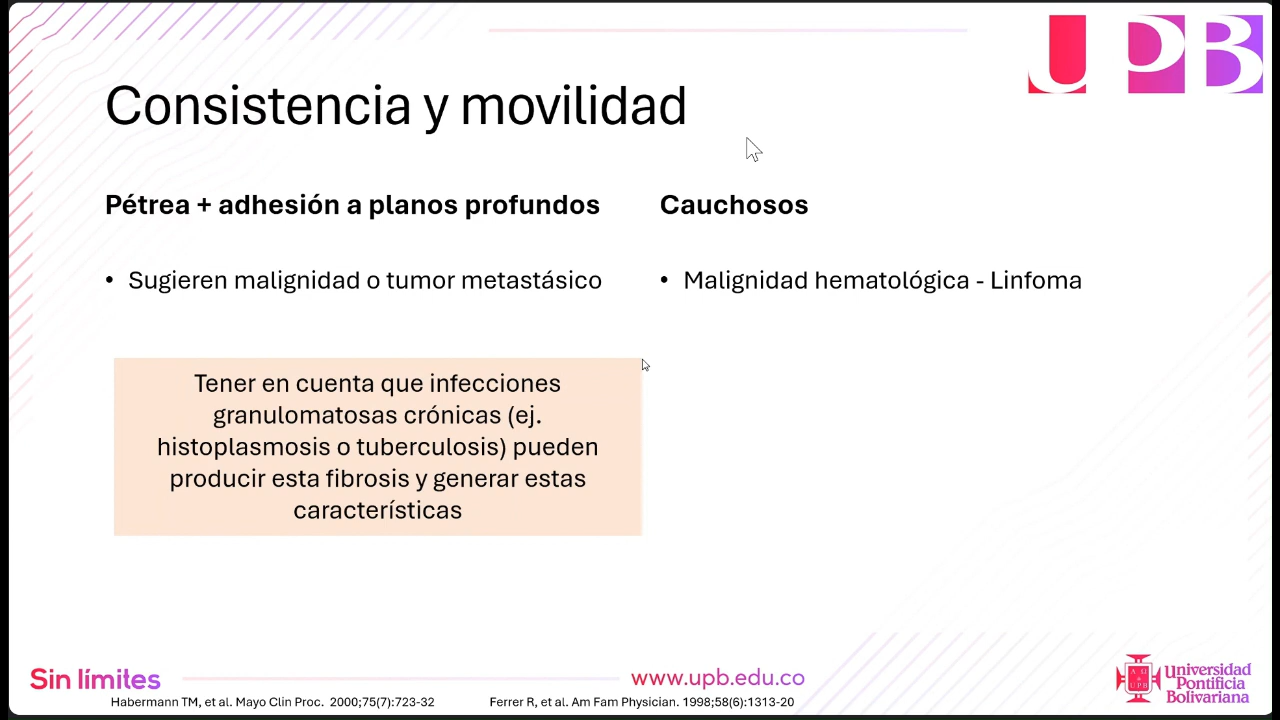 UPB
Consistencia y movilidad
Pétrea + adhesión a planos profundos
• Sugieren malignidad o tumor metastásico
Cauchosos
• Malignidad hematológica - Linfoma
Tener en cuenta que infecciones
granulomatosas crónicas (ej.
histoplasmosis o tuberculosis) pueden
producir esta fibrosis y generar estas
características
Sin límites
www.upb.edu.co
Universidad
Pontificia
Bolivariana
Habermann TM, et al. Mayo Clin Proc. 2000;75(7):723-
Ferrer R, et al. Am Fam Physician. 1998;58(6):1313-20